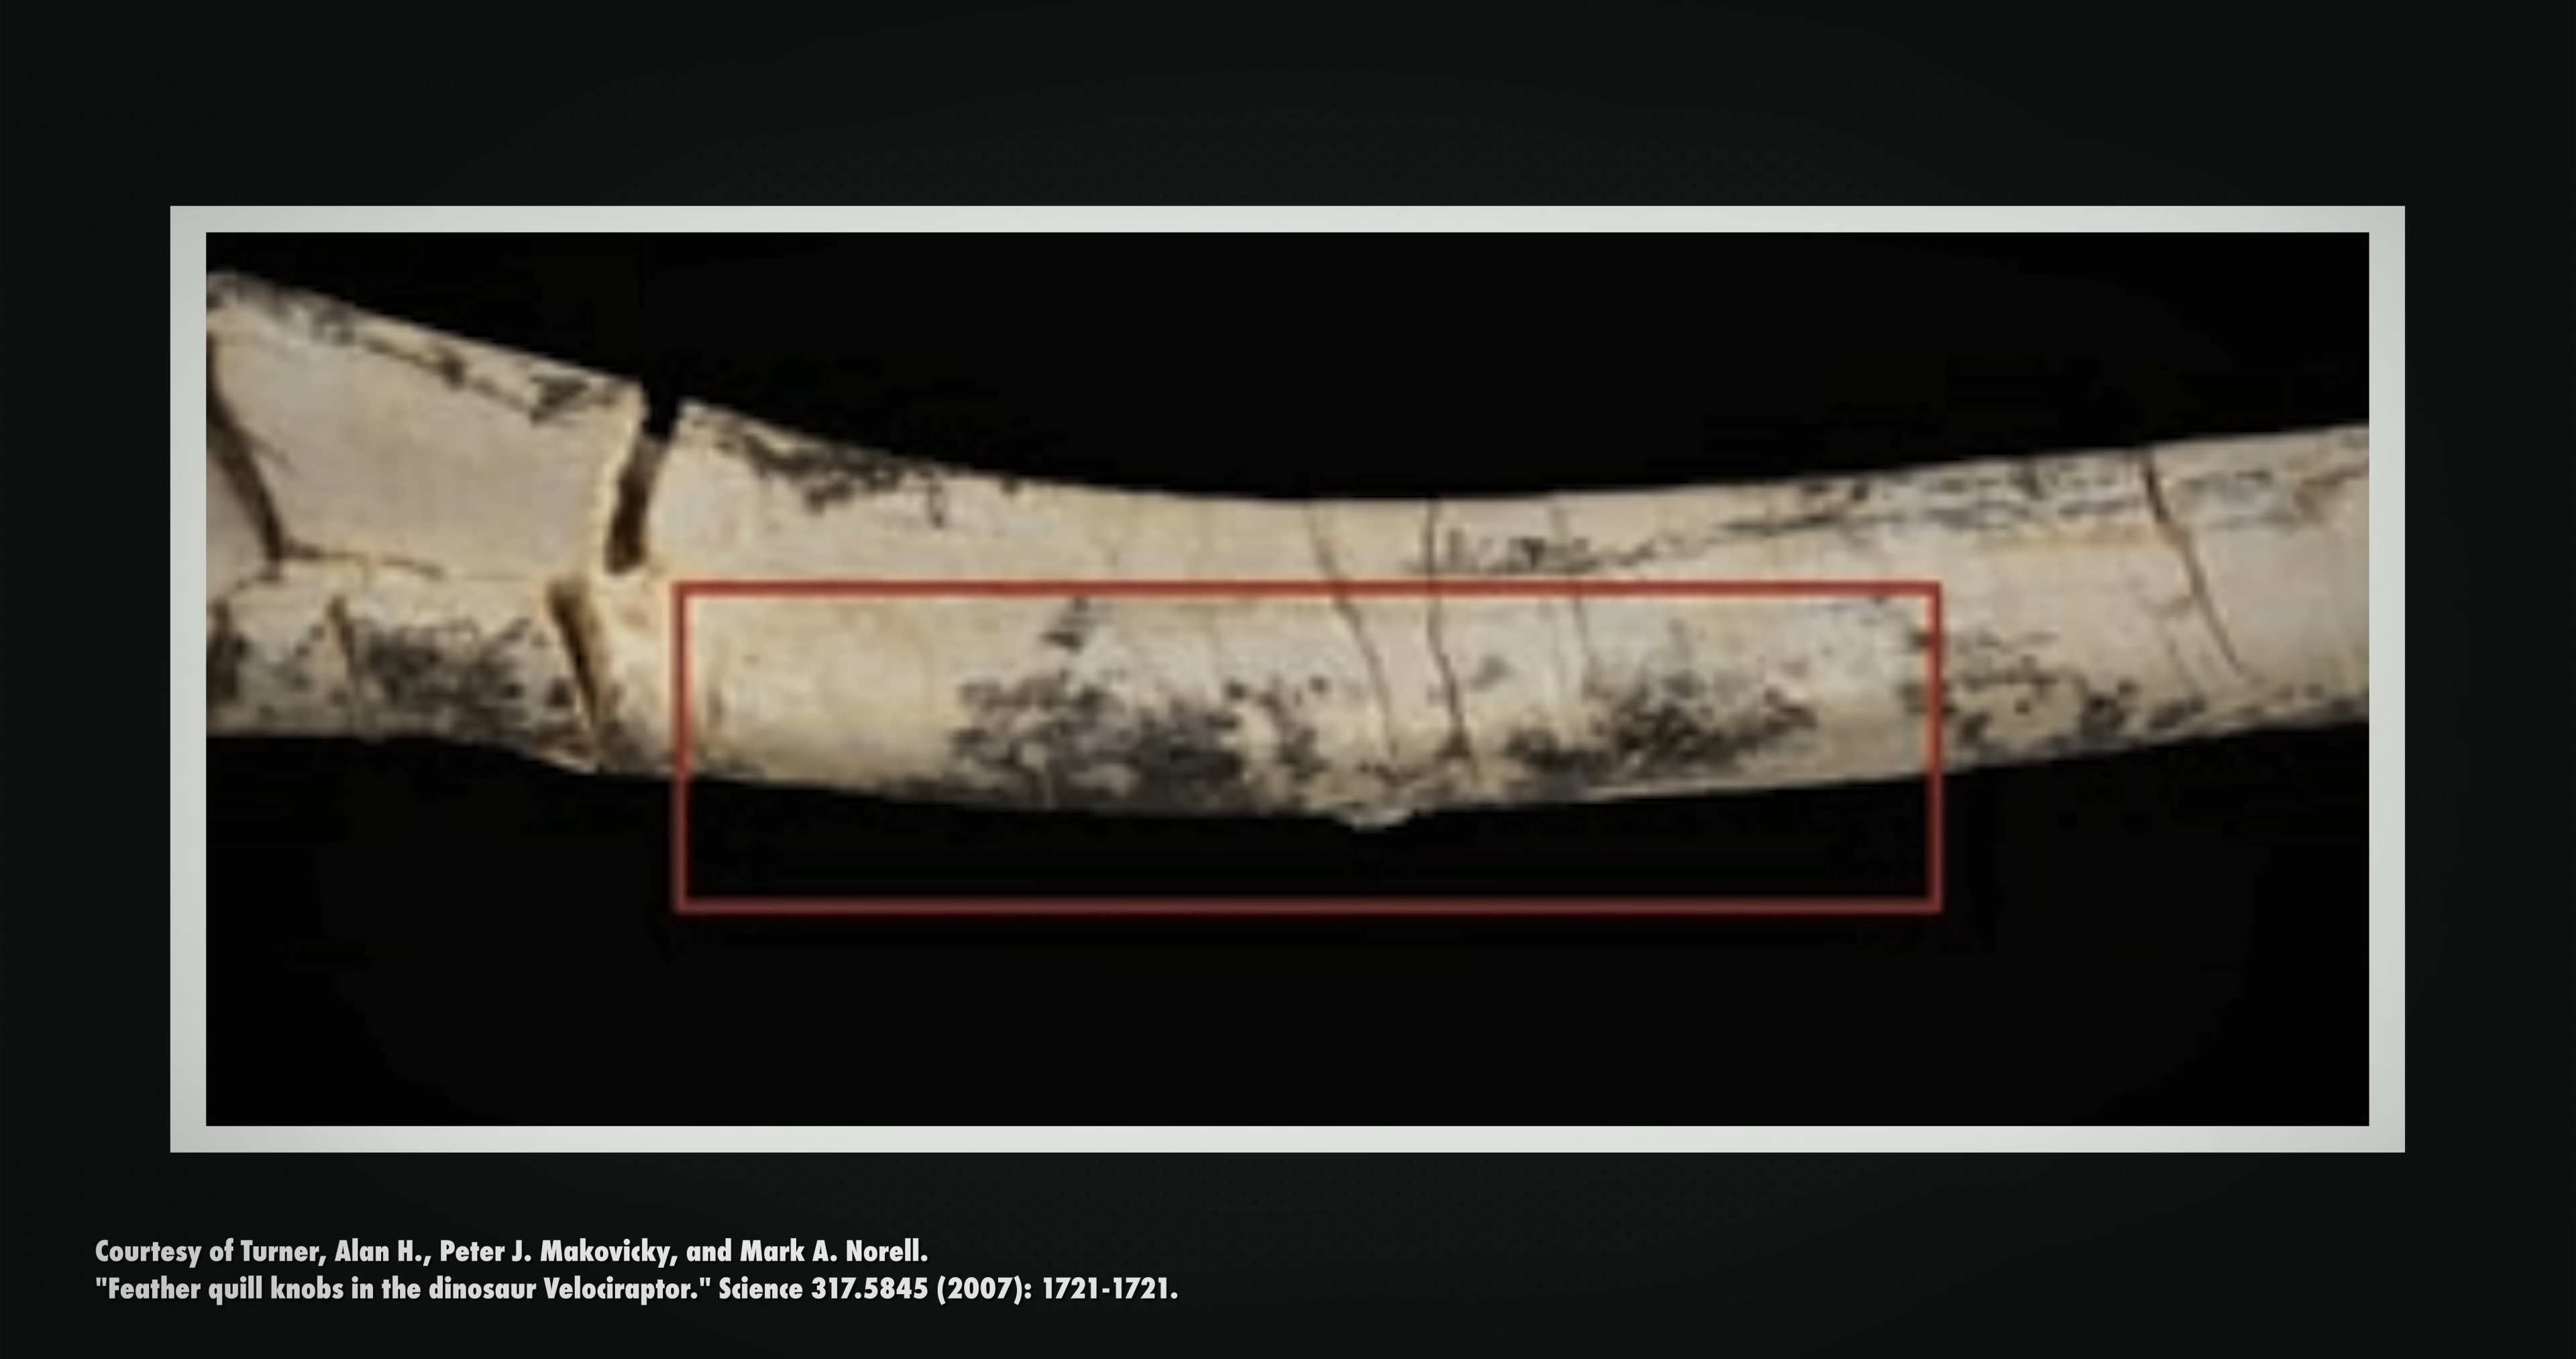 Courtesy of Turner, Alan H., Peter J. Makovicky, and Mark A. Norell.
"Feather quill knobs in the dinosaur Velociraptor." Science 317.5845 (2007): 1721-1721.